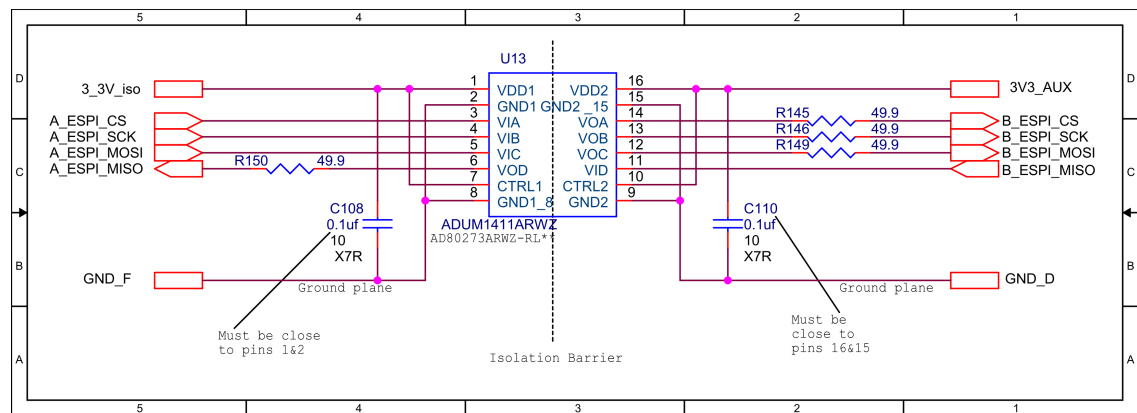 5 4 3 2 1
D D
C C
B B
A A
U13
3_3V_iso 1 VDD1 VDD2 16 3V3_AUX
2 GND1 GND2_15 15
A_ESPI_CS 3 VIA VOA 14 R145 49.9 B_ESPI_CS
A_ESPI_SCK 4 VIB VOB 13 R146 49.9 B_ESPI_SCK
A_ESPI_MOSI 5 VIC VOC 12 R149 49.9 B_ESPI_MOSI
A_ESPI_MISO R150 49.9 6 VOD VID 11 B_ESPI_MISO
7 CTRL1 CTRL2 10
8 GND1_8 GND2 9
C108
0.1uf
10
X7R
ADUM1411ARWZ
AD80273ARWZ-RL**
C110
0.1uf
10
X7R
GND_F
Ground plane
Ground plane
GND_D
Must be close
to pins 1&2
Must be
close to
pins 16&15
Isolation Barrier
5 4 3 2 1